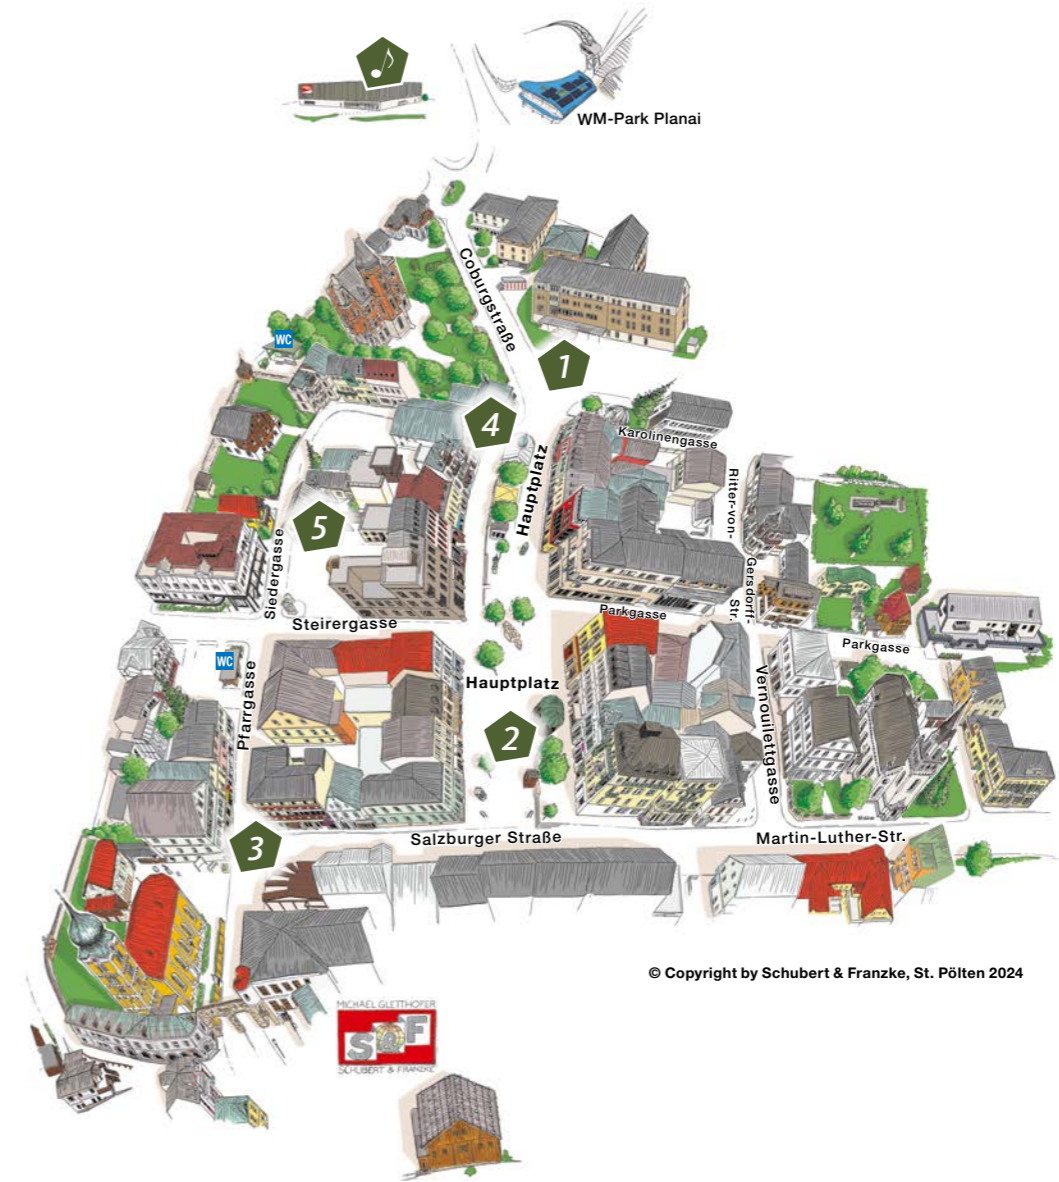 WM-Park Planai
Coburgstraße
WC
1
4
Karolinengasse
Hauptplatz
Ritter-von-
Gersdorff-
Str.
5
Siedergasse
Steirergasse
Parkgasse
Parkgasse
WC
Pfarrgasse
Hauptplatz
Vernouilettgasse
2
Salzburger Straße
Martin-Luther-Str.
3
© Copyright by Schubert & Franzke, St. Pölten 2024
MICHAEL GLETTHOFER
S&F
SCHUBERT & FRANZKE